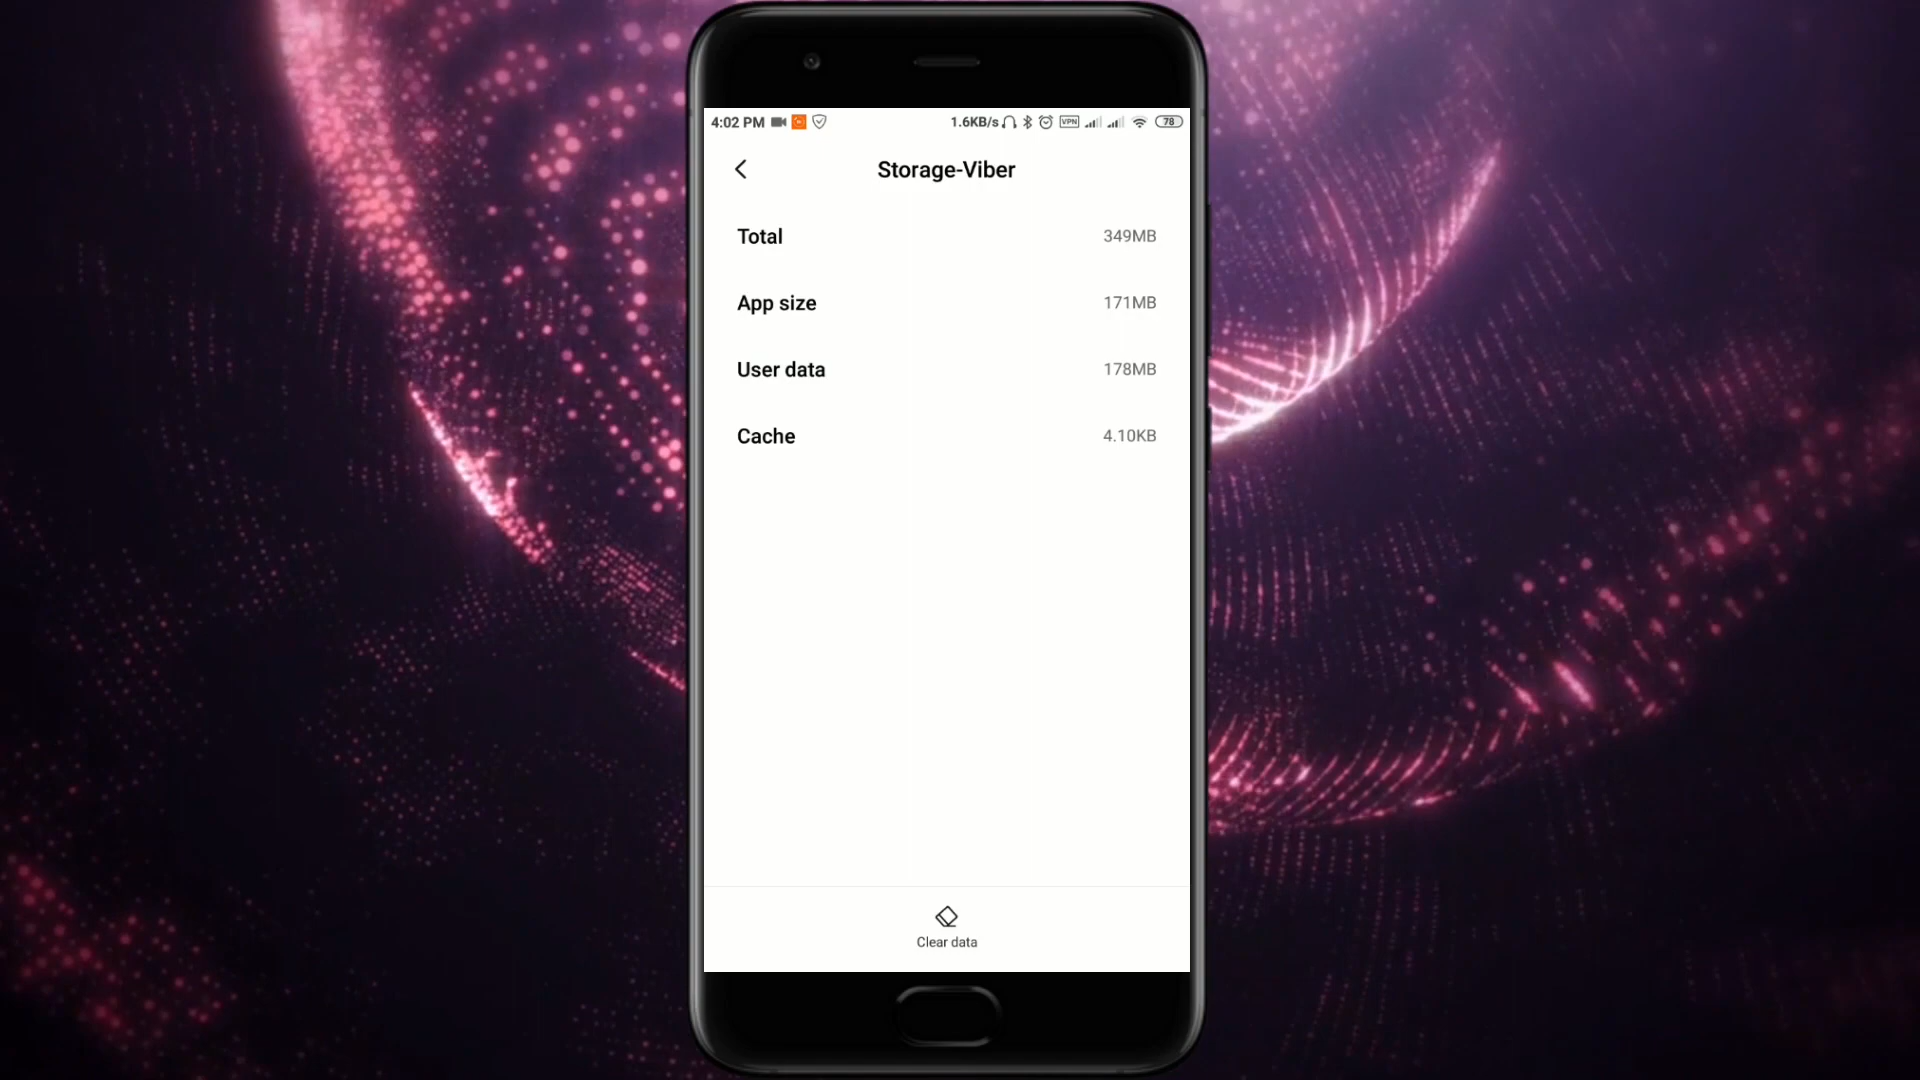 4:02 PM 1.6KB/s VPN 78
Storage-Viber
Total 349MB
App size 171MB
User data 178MB
Cache 4.10KB
Clear data